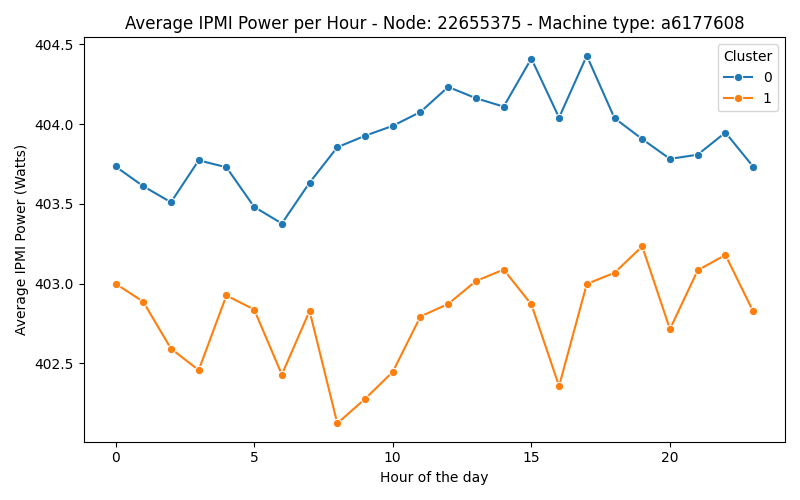 Average IPMI Power per Hour - Node: 22655375 - Machine type: a6177608
Cluster
0
1
404.5
404.0
403.5
403.0
402.5
Average IPMI Power (Watts)
0 5 10 15 20
Hour of the day